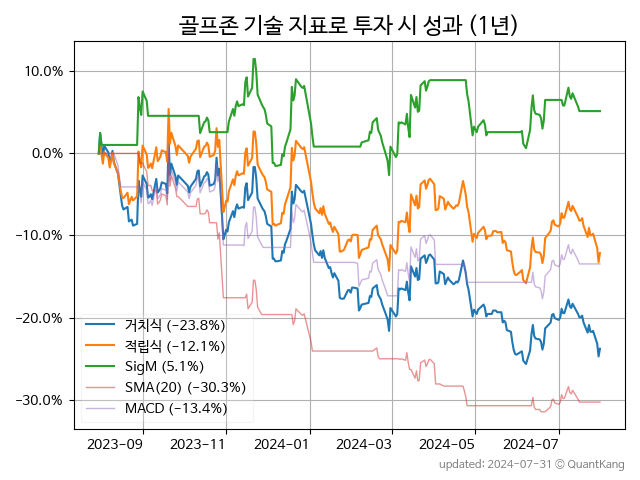 골프존 기술 지표로 투자 시 성과 (1년)
10.0%
0.0%
−10.0%
−20.0%
−30.0%
거치식 (−23.8%)
적립식 (−12.1%)
SigM (5.1%)
SMA(20) (−30.3%)
MACD (−13.4%)
2023-09 2023-11 2024-01 2024-03 2024-05 2024-07
updated: 2024-07-31 © QuantKang